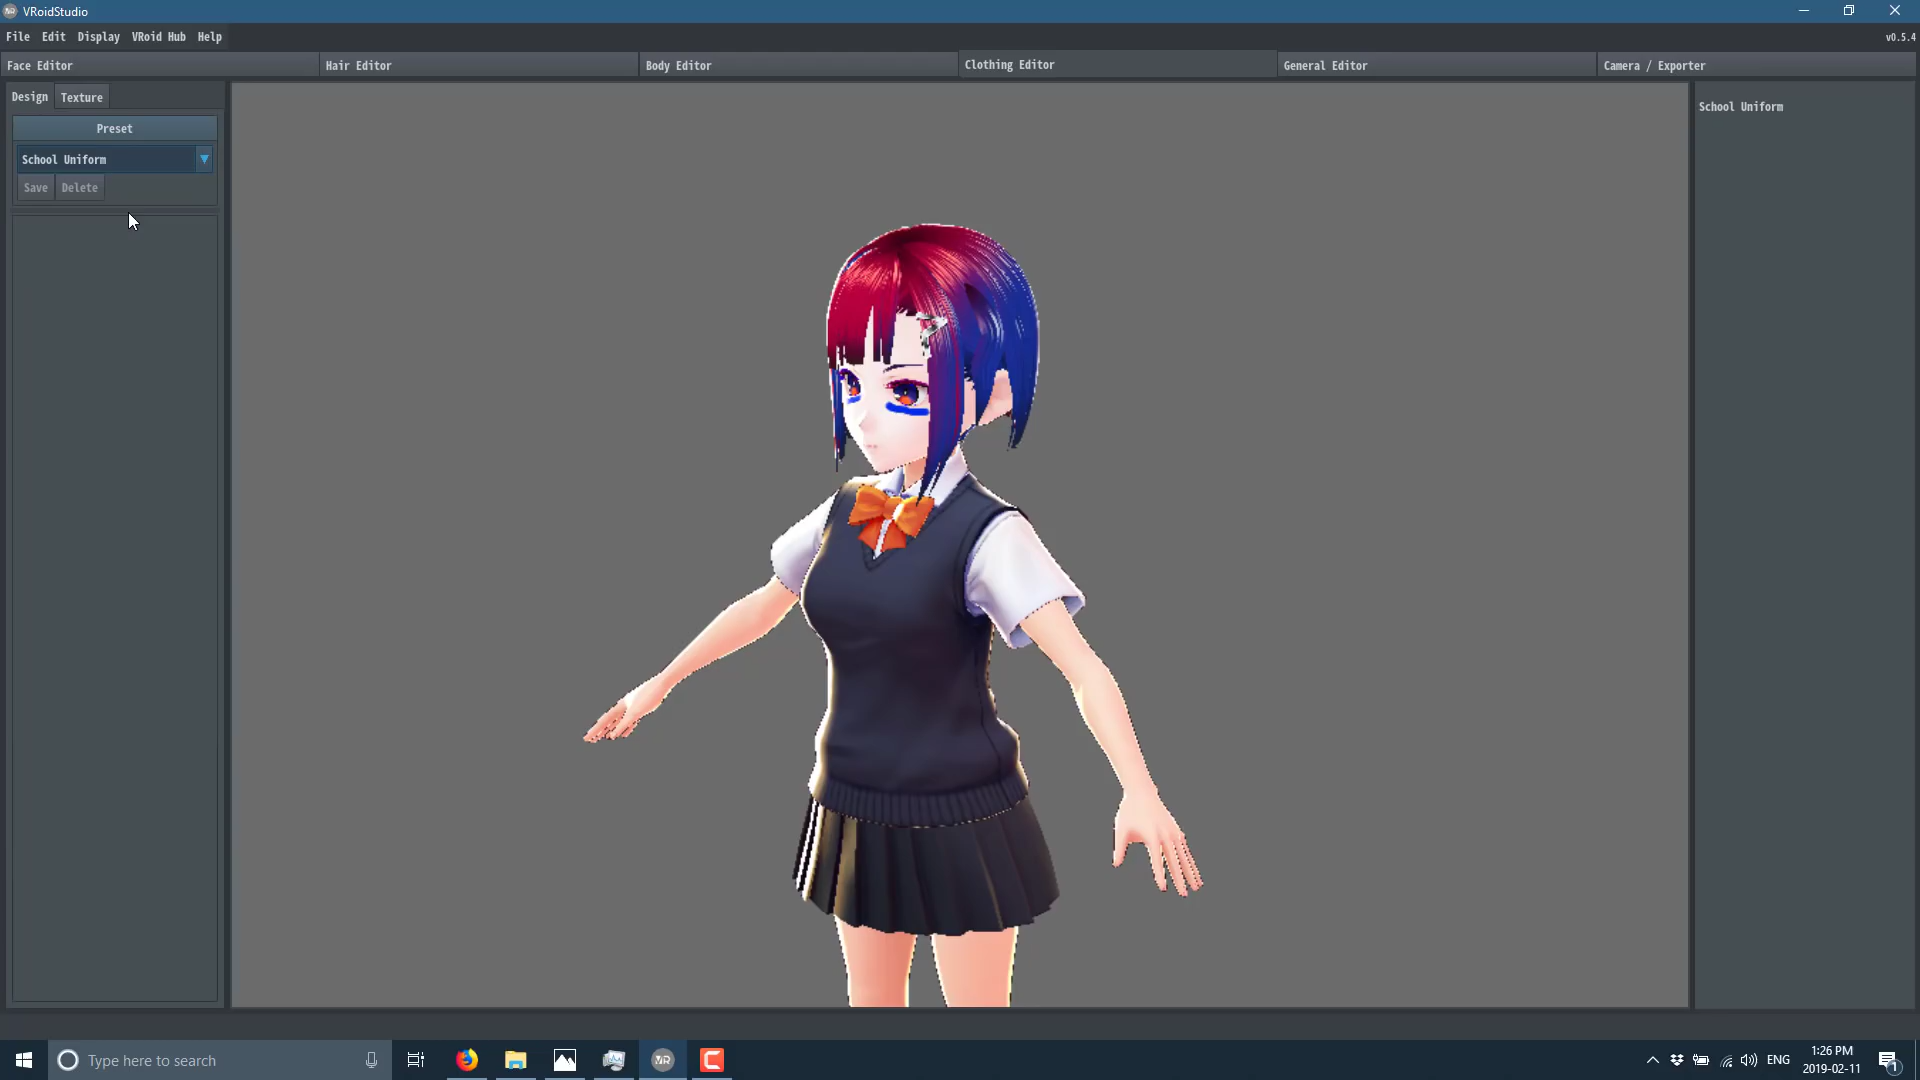 VRoidStudio
File Edit Display VRoid Hub Help
v0.5.4
Face Editor Hair Editor Body Editor Clothing Editor General Editor Camera / Exporter
Design Texture
School Uniform
Preset
School Uniform
Save Delete
Type here to search
ENG
1:26 PM
2019-02-11
1